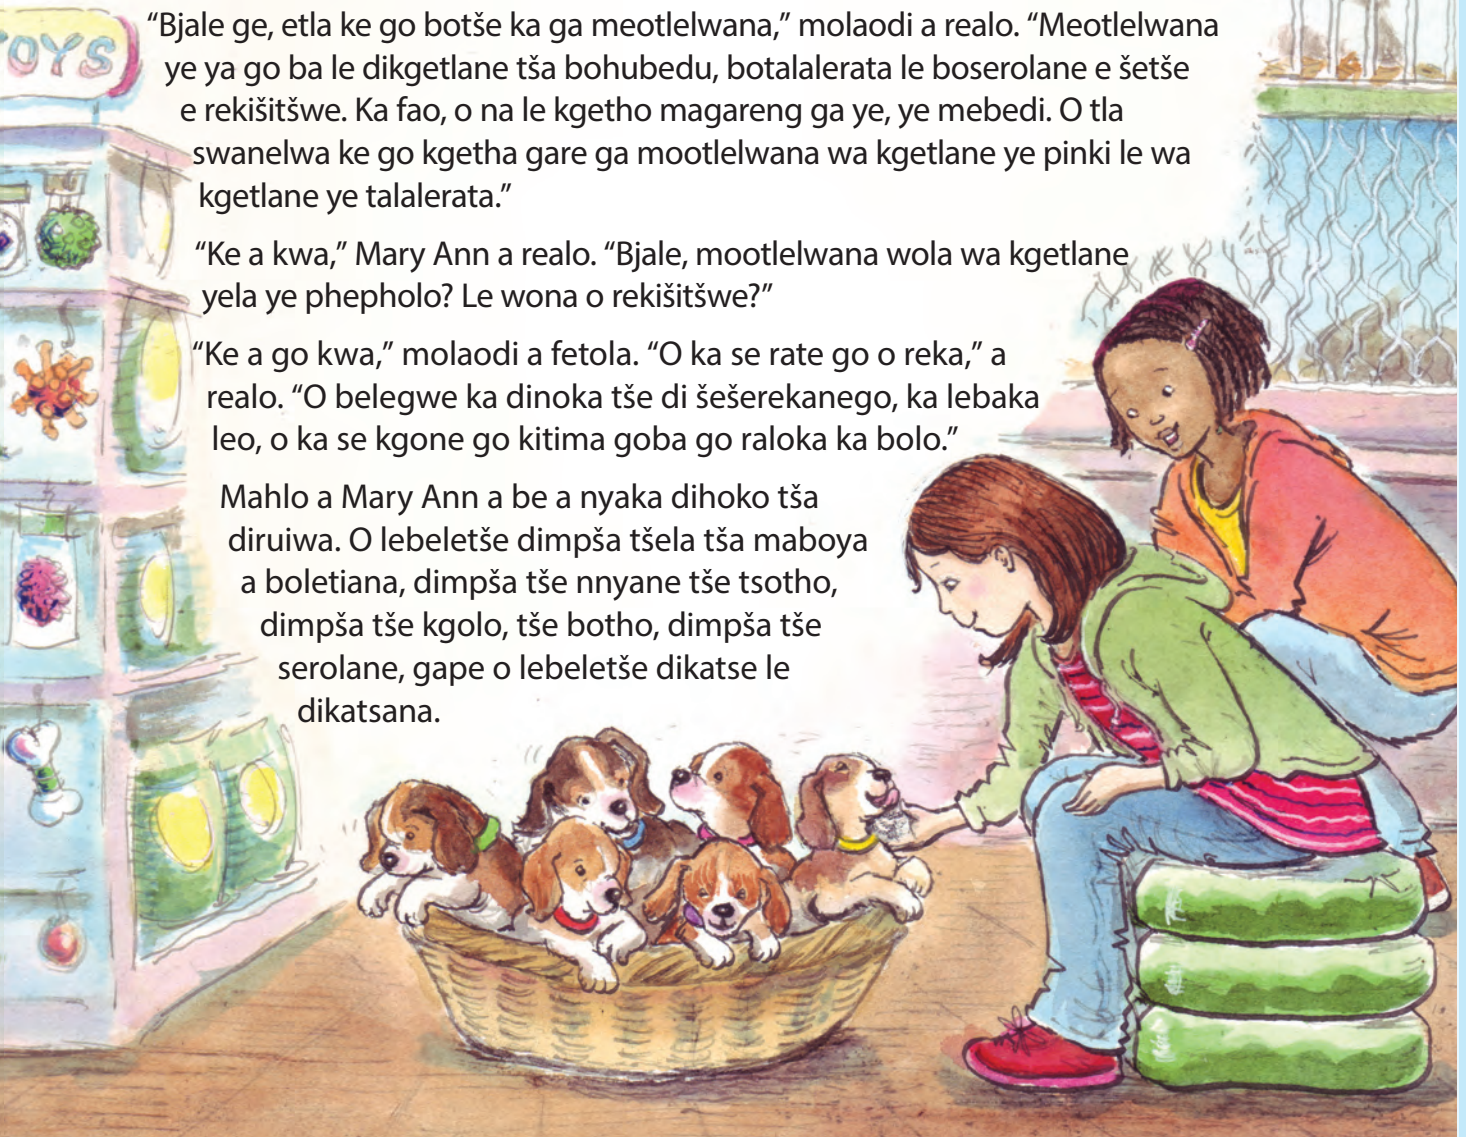 OYS
“Bjale ge, etla ke go botše ka ga meotlelwana,” molaodi a realo. “Meotlelwana
ye ya go ba le dikgetlane tša bohubedu, botalalerata le boserolane e šetše
e rekišitšwe. Ka fao, o na le kgetho magareng ga ye, ye mebedi. O tla
swanelwa ke go kgetha gare ga mootlelwana wa kgetlane ye pinki le wa
kgetlane ye talalerata.”
“Ke a kwa,” Mary Ann a realo. “Bjale, mootlelwana wola wa kgetlane
yela ye phepholo? Le wona o rekišitšwe?”
“Ke a go kwa,” molaodi a fetola. “O ka se rate go o reka,” a
realo. “O belegwe ka dinoka tše di šešerekanego, ka lebaka
leo, o ka se kgone go kitima goba go raloka ka bolo.”
Mahlo a Mary Ann a be a nyaka dihoko tša
diruiwa. O lebeletše dimpša tšela tša maboya
a boletiana, dimpša tše nnyane tše tsotho,
dimpša tše kgolo, tše botho, dimpša tše
serolane, gape o lebeletše dikatse le
dikatsana.